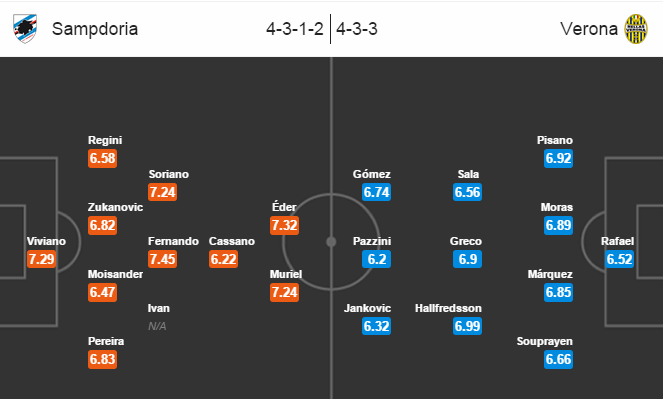 Sampdoria 4-3-1-2 4-3-3 Verona
Regini
6.58
Zukanovic
6.82
Viviano
7.29
Moisander
6.47
Pereira
6.83
Soriano
7.24
Fernando
7.45
Ivan
N/A
Cassano
6.22
Éder
7.32
Muriel
7.24
Gómez
6.74
Pazzini
6.2
Jankovic
6.32
Sala
6.56
Greco
6.9
Hallfredsson
6.99
Pisano
6.92
Moras
6.89
Márquez
6.85
Souprayen
6.66
Rafael
6.52